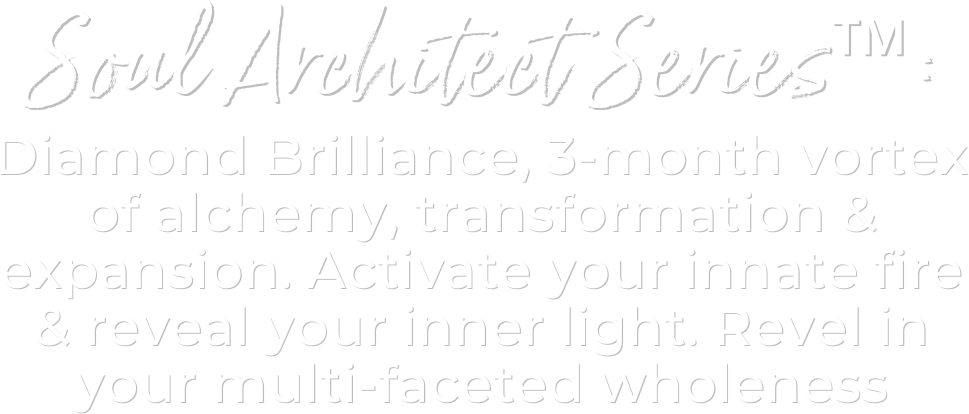 Soul Architect Series™:
Diamond Brilliance, 3-month vortex
of alchemy, transformation &
expansion. Activate your innate fire
& reveal your inner light. Revel in
your multi-faceted wholeness